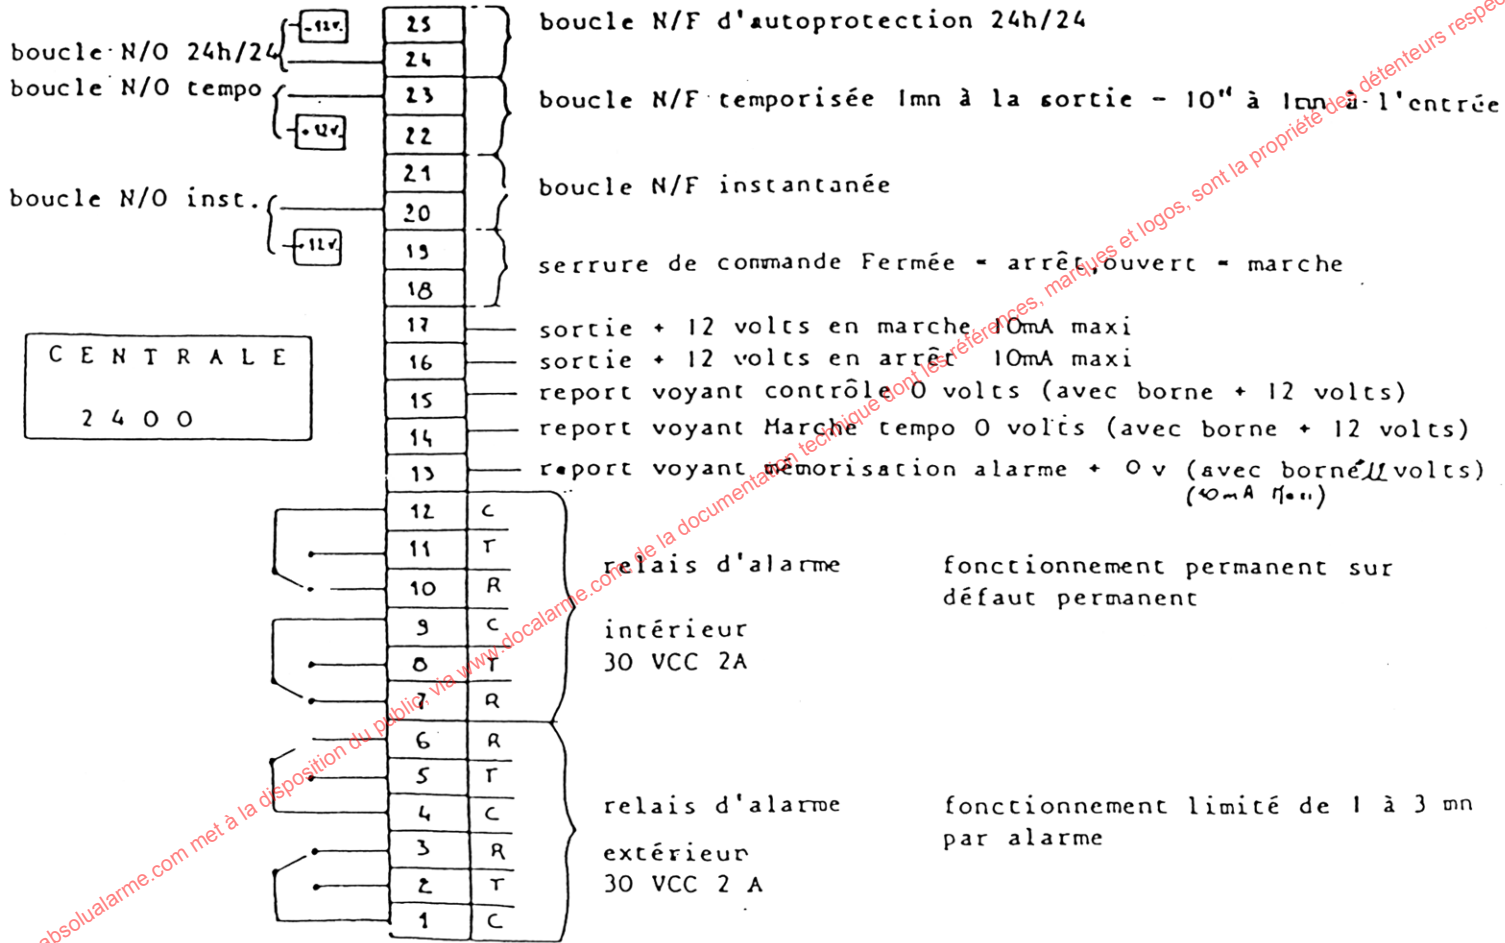 -12v.
25
boucle N/F d'autoprotection 24h/24
boucle N/O 24h/24
24
boucle N/O tempo
23
boucle N/F temporisée 1mn à la sortie - 10" à 1mn à l'entrée
+12v
22
21
boucle N/F instantanée
boucle N/O inst.
20
+12v.
19
serrure de commande Fermée = arrêt,ouvert = marche
18
17
sortie + 12 volts en marche 10mA maxi
CENTRALE
2400
16
sortie + 12 volts en arrêt 10mA maxi
15
report voyant contrôle 0 volts (avec borne + 12 volts)
14
report voyant Marche tempo 0 volts (avec borne + 12 volts)
13
report voyant mémorisation alarme + 0 v (avec borne volts)
(10mA Maxi)
12 C
11 T
10 R
9 C
8 T
7 R
relais d'alarme
intérieur
30 VCC 2A
fonctionnement permanent sur
défaut permanent
6 R
5 T
4 C
3 R
2 T
1 C
relais d'alarme
extérieur
30 VCC 2 A
fonctionnement limité de 1 à 3 mn
par alarme
absolualarme.com met à la disposition du public, via www.docalarme.com, de la documentation technique dont les références, marques et logos, sont la propriété des détenteurs respec